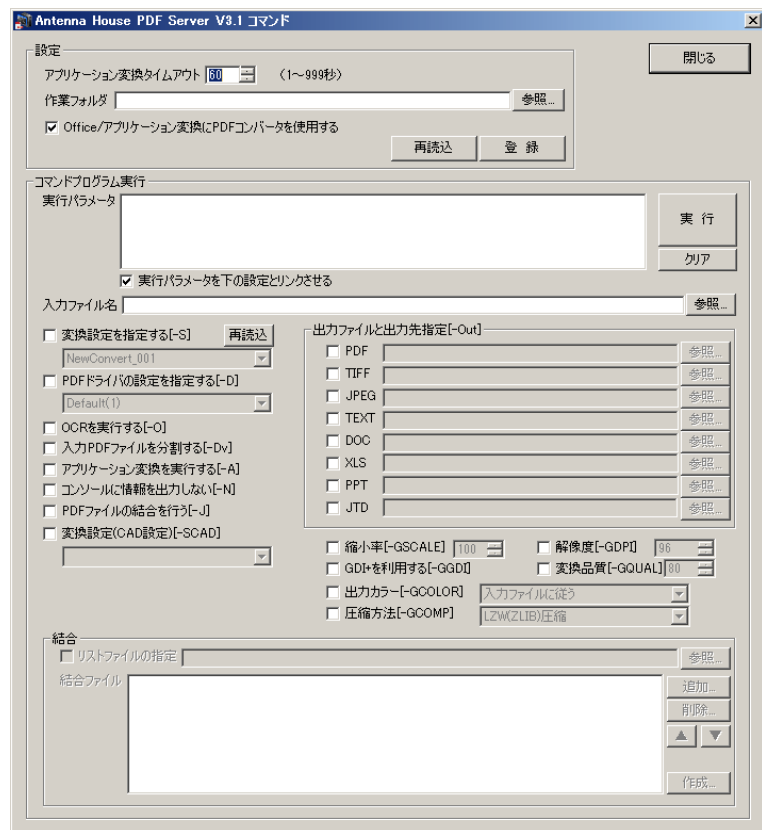 Antenna House PDF Server V3.1 コマンド
設定
閉じる
アプリケーション変換タイムアウト 60 （1～999秒）
作業フォルダ 参照...
Office/アプリケーション変換にPDFコンバータを使用する
再読込 登 録
コマンドプログラム実行
実行パラメータ
実 行
クリア
実行パラメータを下の設定とリンクさせる
入力ファイル名 参照...
変換設定を指定する[-S] 再読込
NewConvert_001
PDFドライバの設定を指定する[-D]
Default(1)
OCRを実行する[-O]
入力PDFファイルを分割する[-Dv]
アプリケーション変換を実行する[-A]
コンソールに情報を出力しない[-N]
PDFファイルの結合を行う[-J]
変換設定(CAD設定)[-SCAD]
出力ファイルと出力先指定[-Out]
PDF 参照...
TIFF 参照...
JPEG 参照...
TEXT 参照...
DOC 参照...
XLS 参照...
PPT 参照...
JTD 参照...
縮小率[-GSCALE] 100 解像度[-GDPI] 96
GDI+を利用する[-GGDI] 変換品質[-GQUAL] 80
出力カラー[-GCOLOR] 入力ファイルに従う
圧縮方法[-GCOMP] LZW(ZLIB)圧縮
結合
リストファイルの指定 参照...
結合ファイル 追加...
削除...
▲ ▼
作成...